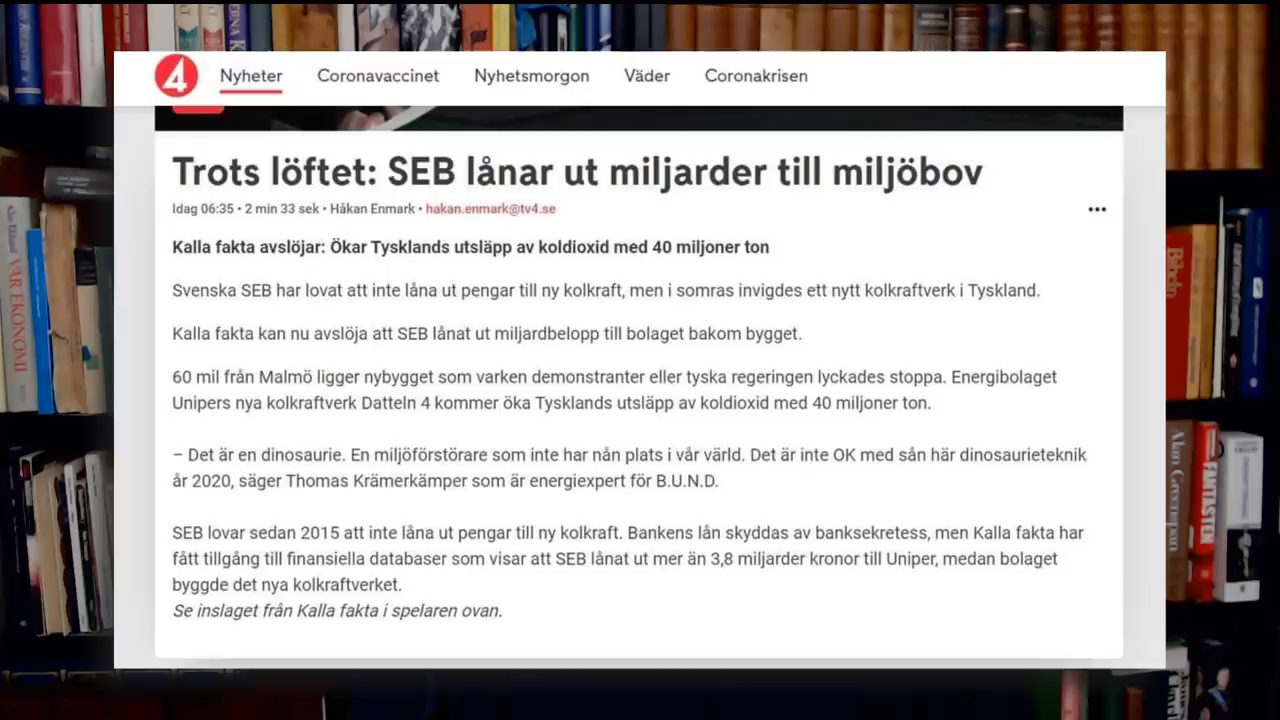 4 Nyheter Coronavaccinet Nyhetsmorgon Väder Coronakrisen
Trots löftet: SEB lånar ut miljarder till miljöbov
Idag 06:35 • 2 min 33 sek • Håkan Enmark • hakan.enmark@tv4.se
Kalla fakta avslöjar: Ökar Tysklands utsläpp av koldioxid med 40 miljoner ton
Svenska SEB har lovat att inte låna ut pengar till ny kolkraft, men i somras invigdes ett nytt kolkraftverk i Tyskland.
Kalla fakta kan nu avslöja att SEB lånat ut miljardbelopp till bolaget bakom bygget.
60 mil från Malmö ligger nybygget som varken demonstranter eller tyska regeringen lyckades stoppa. Energibolaget
Unipers nya kolkraftverk Datteln 4 kommer öka Tysklands utsläpp av koldioxid med 40 miljoner ton.
– Det är en dinosaurie. En miljöförstörare som inte har nån plats i vår värld. Det är inte OK med sån här dinosaurieteknik
år 2020, säger Thomas Krämerkämper som är energiexpert för B.U.N.D.
SEB lovar sedan 2015 att inte låna ut pengar till ny kolkraft. Bankens lån skyddas av banksekretess, men Kalla fakta har
fått tillgång till finansiella databaser som visar att SEB lånat ut mer än 3,8 miljarder kronor till Uniper, medan bolaget
byggde det nya kolkraftverket.
Se inslaget från Kalla fakta i spelaren ovan.
VÅR EKONOMI
Bibeln
Alan Greenspan
FANTASTEN